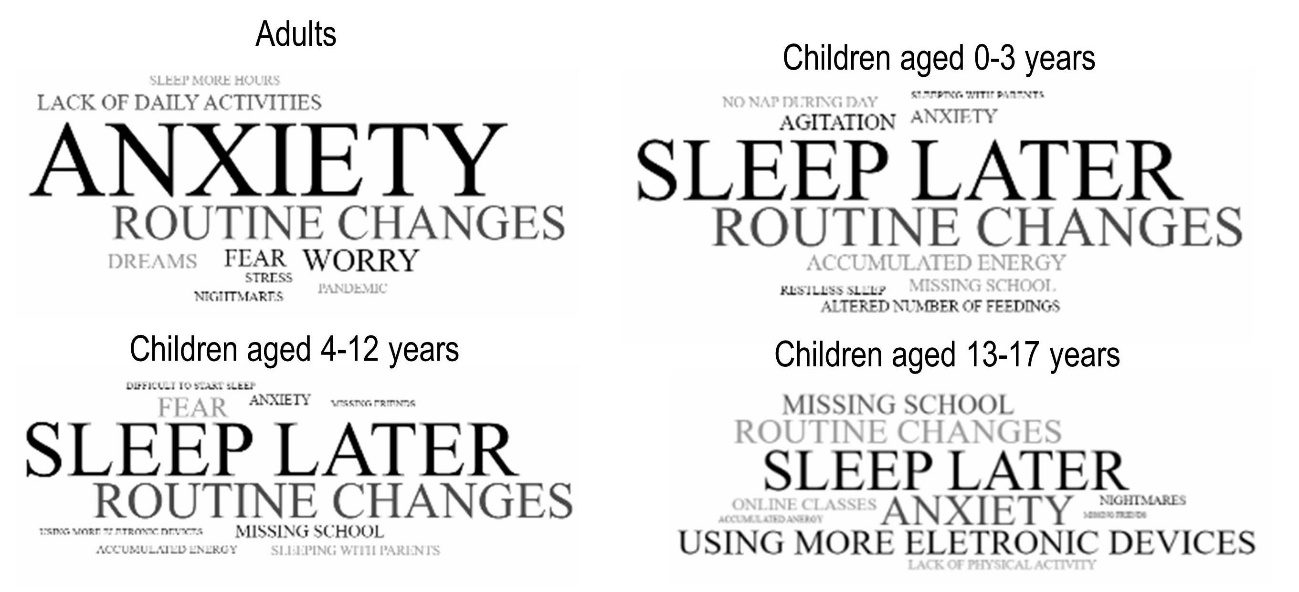 Adults
SLEEP MORE HOURS
LACK OF DAILY ACTIVITIES
ANXIETY
ROUTINE CHANGES
DREAMS FEAR WORRY
STRESS
NIGHTMARES PANDEMIC
Children aged 0-3 years
SLEEPING WITH PARENTS
NO NAP DURING DAY
AGITATION ANXIETY
SLEEP LATER
ROUTINE CHANGES
ACCUMULATED ENERGY
RESTLESS SLEEP MISSING SCHOOL
ALTERED NUMBER OF FEEDINGS
Children aged 4-12 years
DIFFICULT TO START SLEEP
FEAR ANXIETY MISSING FRIENDS
SLEEP LATER
ROUTINE CHANGES
USING MORE ELETRONIC DEVICES MISSING SCHOOL
ACCUMULATED ENERGY SLEEPING WITH PARENTS
Children aged 13-17 years
MISSING SCHOOL
ROUTINE CHANGES
SLEEP LATER
ONLINE CLASSES ANXIETY NIGHTMARES
ACCUMULATED ANERGY MISSING FRIENDS
USING MORE ELETRONIC DEVICES
LACK OF PHYSICAL ACTIVITY